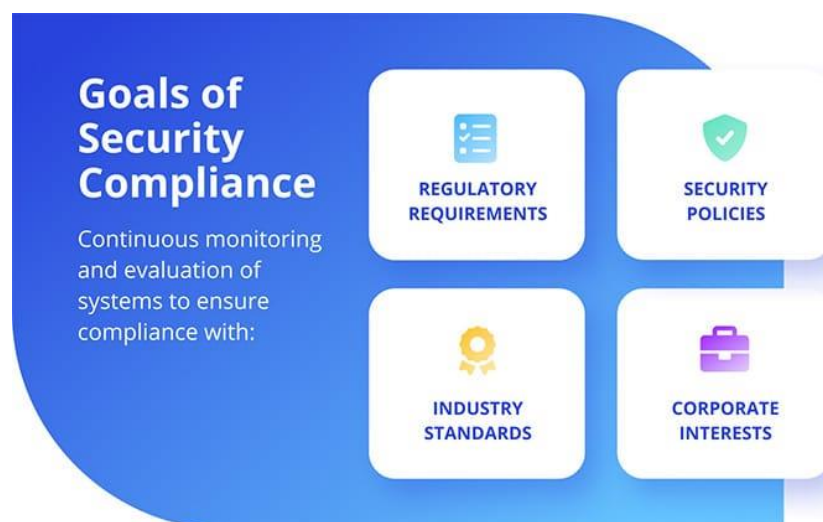 Goals of
Security
Compliance
Continuous monitoring
and evaluation of
systems to ensure
compliance with:
REGULATORY
REQUIREMENTS
SECURITY
POLICIES
INDUSTRY
STANDARDS
CORPORATE
INTERESTS